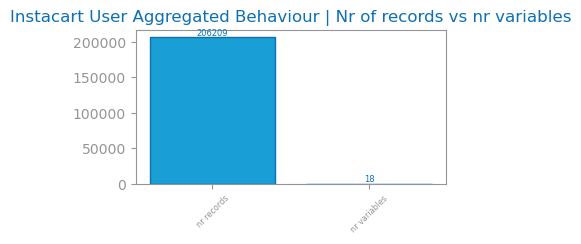 Instacart User Aggregated Behaviour | Nr of records vs nr variables
200000
150000
100000
50000
0
206209
18
nr records
nr variables